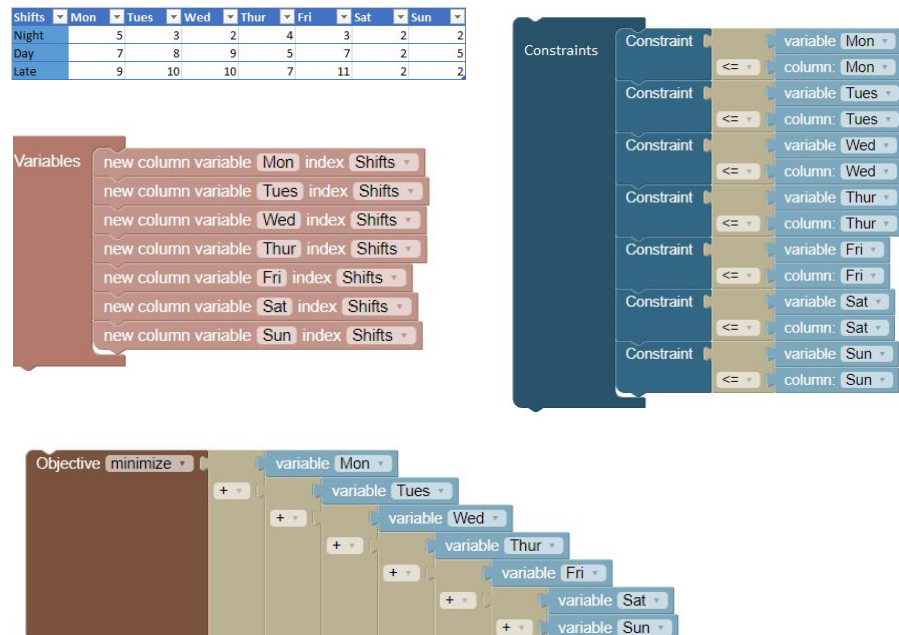 Shifts Mon Tues Wed Thur Fri Sat Sun
Night 5 3 2 4 3 2 2
Day 7 8 9 5 7 2 5
Late 9 10 10 7 11 2 2
Variables
new column variable Mon index Shifts
new column variable Tues index Shifts
new column variable Wed index Shifts
new column variable Thur index Shifts
new column variable Fri index Shifts
new column variable Sat index Shifts
new column variable Sun index Shifts
Constraints
Constraint variable Mon
<= column: Mon
Constraint variable Tues
<= column: Tues
Constraint variable Wed
<= column: Wed
Constraint variable Thur
<= column: Thur
Constraint variable Fri
<= column: Fri
Constraint variable Sat
<= column: Sat
Constraint variable Sun
<= column: Sun
Objective minimize variable Mon
+ variable Tues
+ variable Wed
+ variable Thur
+ variable Fri
+ variable Sat
+ variable Sun